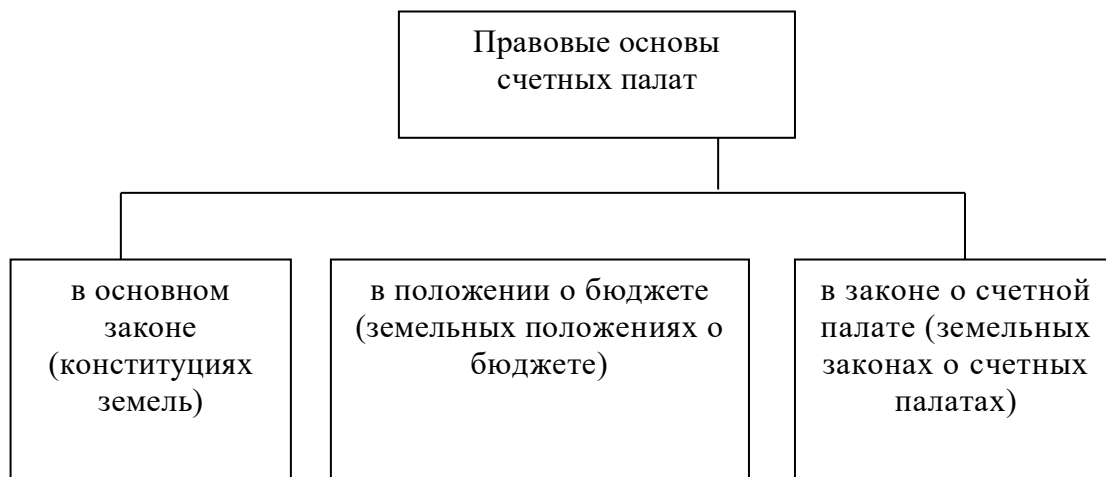 Правовые основы
счетных палат
в основном
законе
(конституциях
земель)
в положении о бюджете
(земельных положениях о
бюджете)
в законе о счетной
палате (земельных
законах о счетных
палатах)